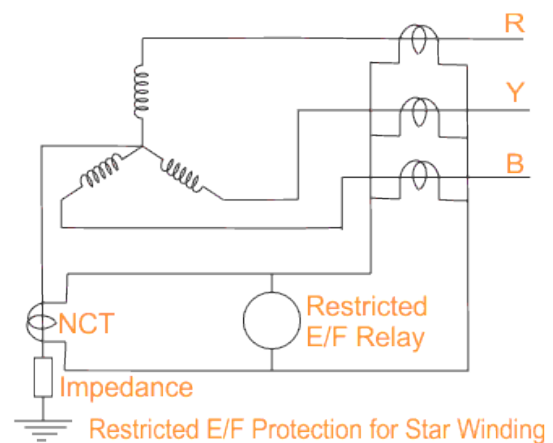 R
Y
B
NCT
Restricted
E/F Relay
Impedance
Restricted E/F Protection for Star Winding